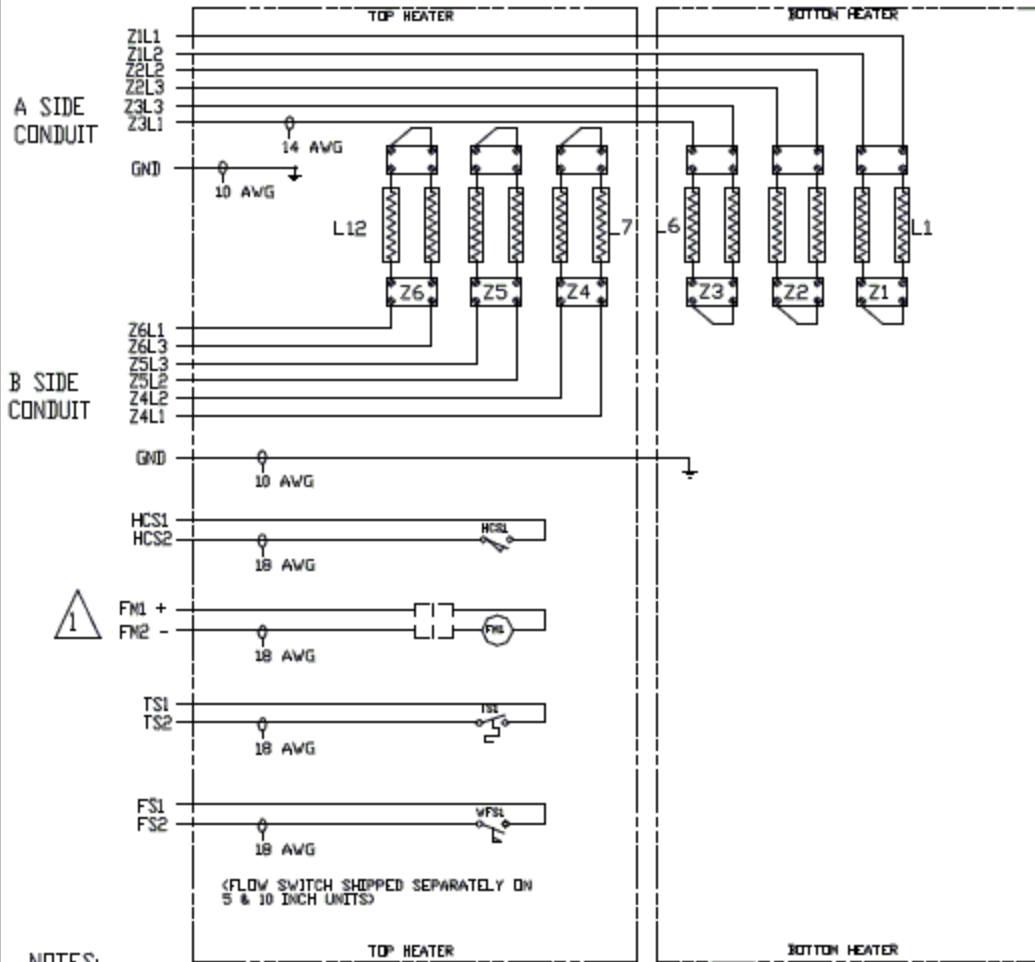 TOP HEATER
BOTTOM HEATER
Z1L1
Z1L2
Z2L2
Z2L3
Z3L3
Z3L1
A SIDE
CONDUIT
14 AWG
GND
10 AWG
L12
L7
L6
L1
Z6
Z5
Z4
Z3
Z2
Z1
Z6L1
Z6L3
Z5L3
Z5L2
Z4L2
Z4L1
B SIDE
CONDUIT
GND
10 AWG
HCS1
HCS2
HCS1
18 AWG
1
FM1 +
FM2 -
FM1
18 AWG
TS1
TS2
TS1
18 AWG
FS1
FS2
WFS1
18 AWG
(FLOW SWITCH SHIPPED SEPARATELY ON
5 & 10 INCH UNITS)
TOP HEATER
BOTTOM HEATER
NOTES: